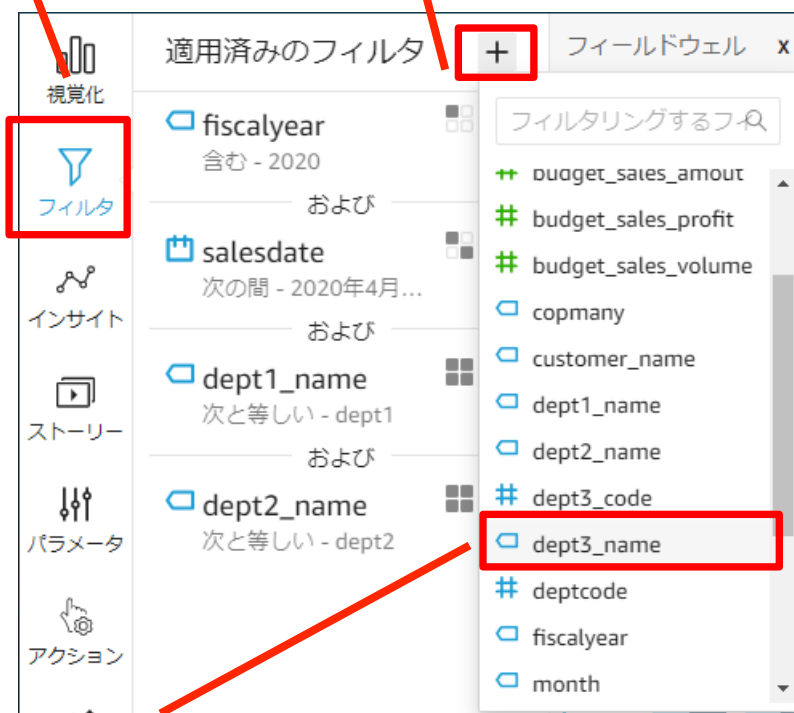 視覚化
フィルタ
インサイト
ストーリー
パラメータ
アクション
適用済みのフィルタ
+
fiscalyear
含む - 2020
および
salesdate
次の間 - 2020年4月...
および
dept1_name
次と等しい - dept1
および
dept2_name
次と等しい - dept2
フィールドウェル x
フィルタリングするフィ
budget_sales_amout
budget_sales_profit
budget_sales_volume
copmany
customer_name
dept1_name
dept2_name
dept3_code
dept3_name
deptcode
fiscalyear
month